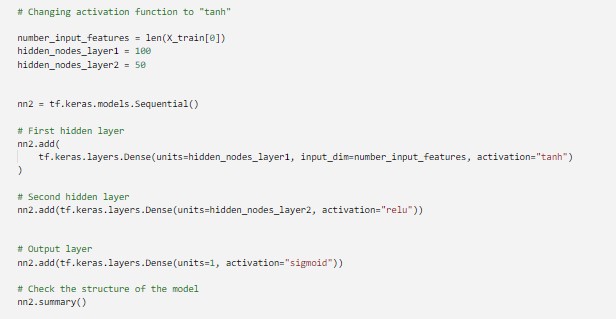 # Changing activation function to "tanh"
number_input_features = len(X_train[0])
hidden_nodes_layer1 = 100
hidden_nodes_layer2 = 50
nn2 = tf.keras.models.Sequential()
# First hidden layer
nn2.add(
    tf.keras.layers.Dense(units=hidden_nodes_layer1, input_dim=number_input_features, activation="tanh")
)
# Second hidden layer
nn2.add(tf.keras.layers.Dense(units=hidden_nodes_layer2, activation="relu"))
# Output layer
nn2.add(tf.keras.layers.Dense(units=1, activation="sigmoid"))
# Check the structure of the model
nn2.summary()